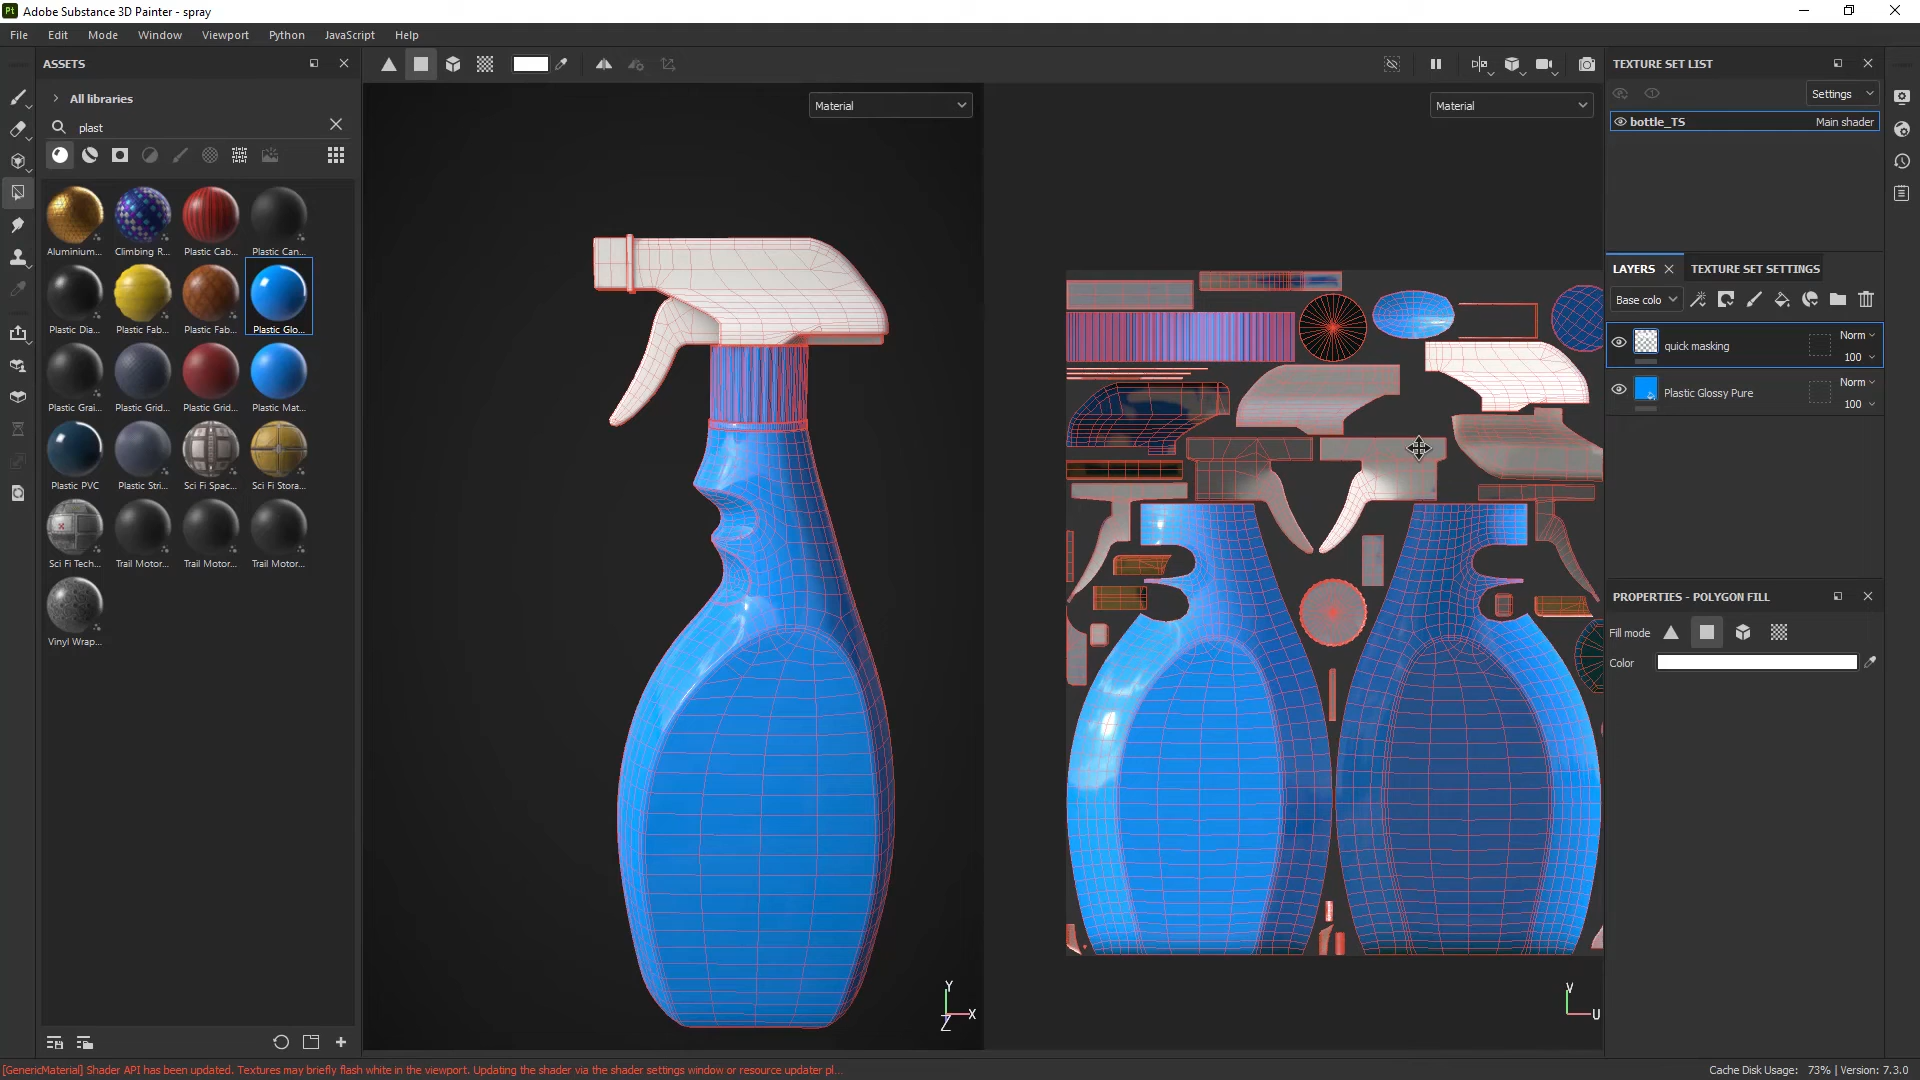 Pt Adobe Substance 3D Painter - spray
File Edit Mode Window Viewport Python JavaScript Help
ASSETS
All libraries
plast
Aluminium... Climbing R... Plastic Cab... Plastic Can...
Plastic Dia... Plastic Fab... Plastic Fab... Plastic Glo...
Plastic Grai... Plastic Grid... Plastic Grid... Plastic Mat...
Plastic PVC Plastic Stri... Sci Fi Spac... Sci Fi Stora...
Sci Fi Tech... Trail Motor... Trail Motor... Trail Motor...
Vinyl Wrap...
Material
Y
X
Z
Material
V
U
TEXTURE SET LIST
Settings
bottle_TS Main shader
LAYERS TEXTURE SET SETTINGS
Base colo
quick masking Norm
100
Plastic Glossy Pure Norm
100
PROPERTIES - POLYGON FILL
Fill mode
Color
[GenericMaterial] Shader API has been updated. Textures may briefly flash white in the viewport. Updating the shader via the shader settings window or resource updater pl...
Cache Disk Usage: 73% | Version: 7.3.0